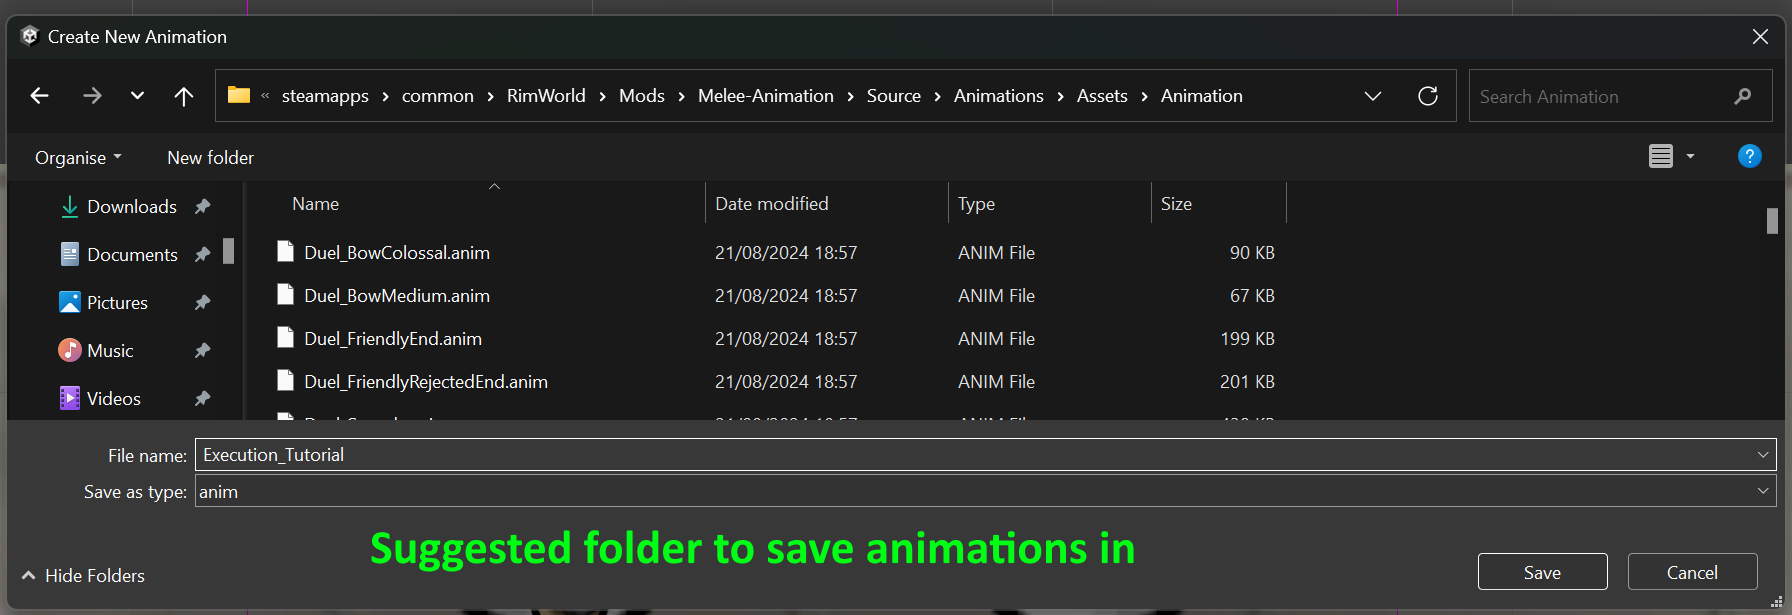 Create New Animation
« steamapps > common > RimWorld > Mods > Melee-Animation > Source > Animations > Assets > Animation
Search Animation
Organise
New folder
?
Name
Date modified
Type
Size
Downloads
Documents
Pictures
Music
Videos
Duel_BowColossal.anim 21/08/2024 18:57 ANIM File 90 KB
Duel_BowMedium.anim 21/08/2024 18:57 ANIM File 67 KB
Duel_FriendlyEnd.anim 21/08/2024 18:57 ANIM File 199 KB
Duel_FriendlyRejectedEnd.anim 21/08/2024 18:57 ANIM File 201 KB
File name: Execution_Tutorial
Save as type: anim
Suggested folder to save animations in
Hide Folders
Save
Cancel